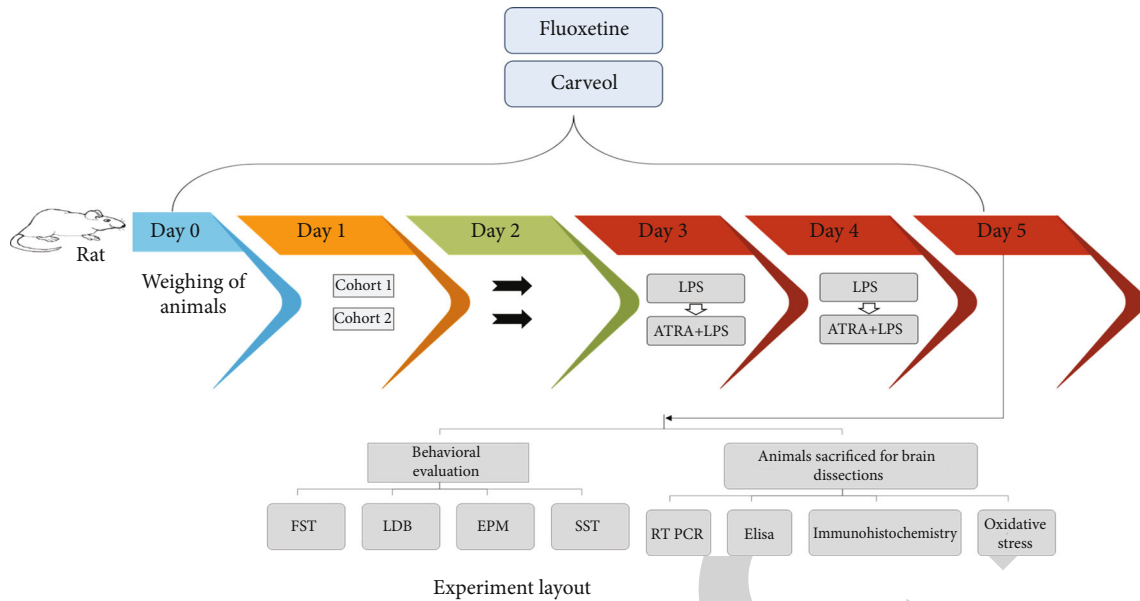 Fluoxetine
Carveol
Rat
Day 0
Day 1
Day 2
Day 3
Day 4
Day 5
Weighing of
animals
Cohort 1
Cohort 2
LPS
ATRA+LPS
LPS
ATRA+LPS
Behavioral
evaluation
Animals sacrificed for brain
dissections
FST
LDB
EPM
SST
RT PCR
Elisa
Immunohistochemistry
Oxidative
stress
Experiment layout